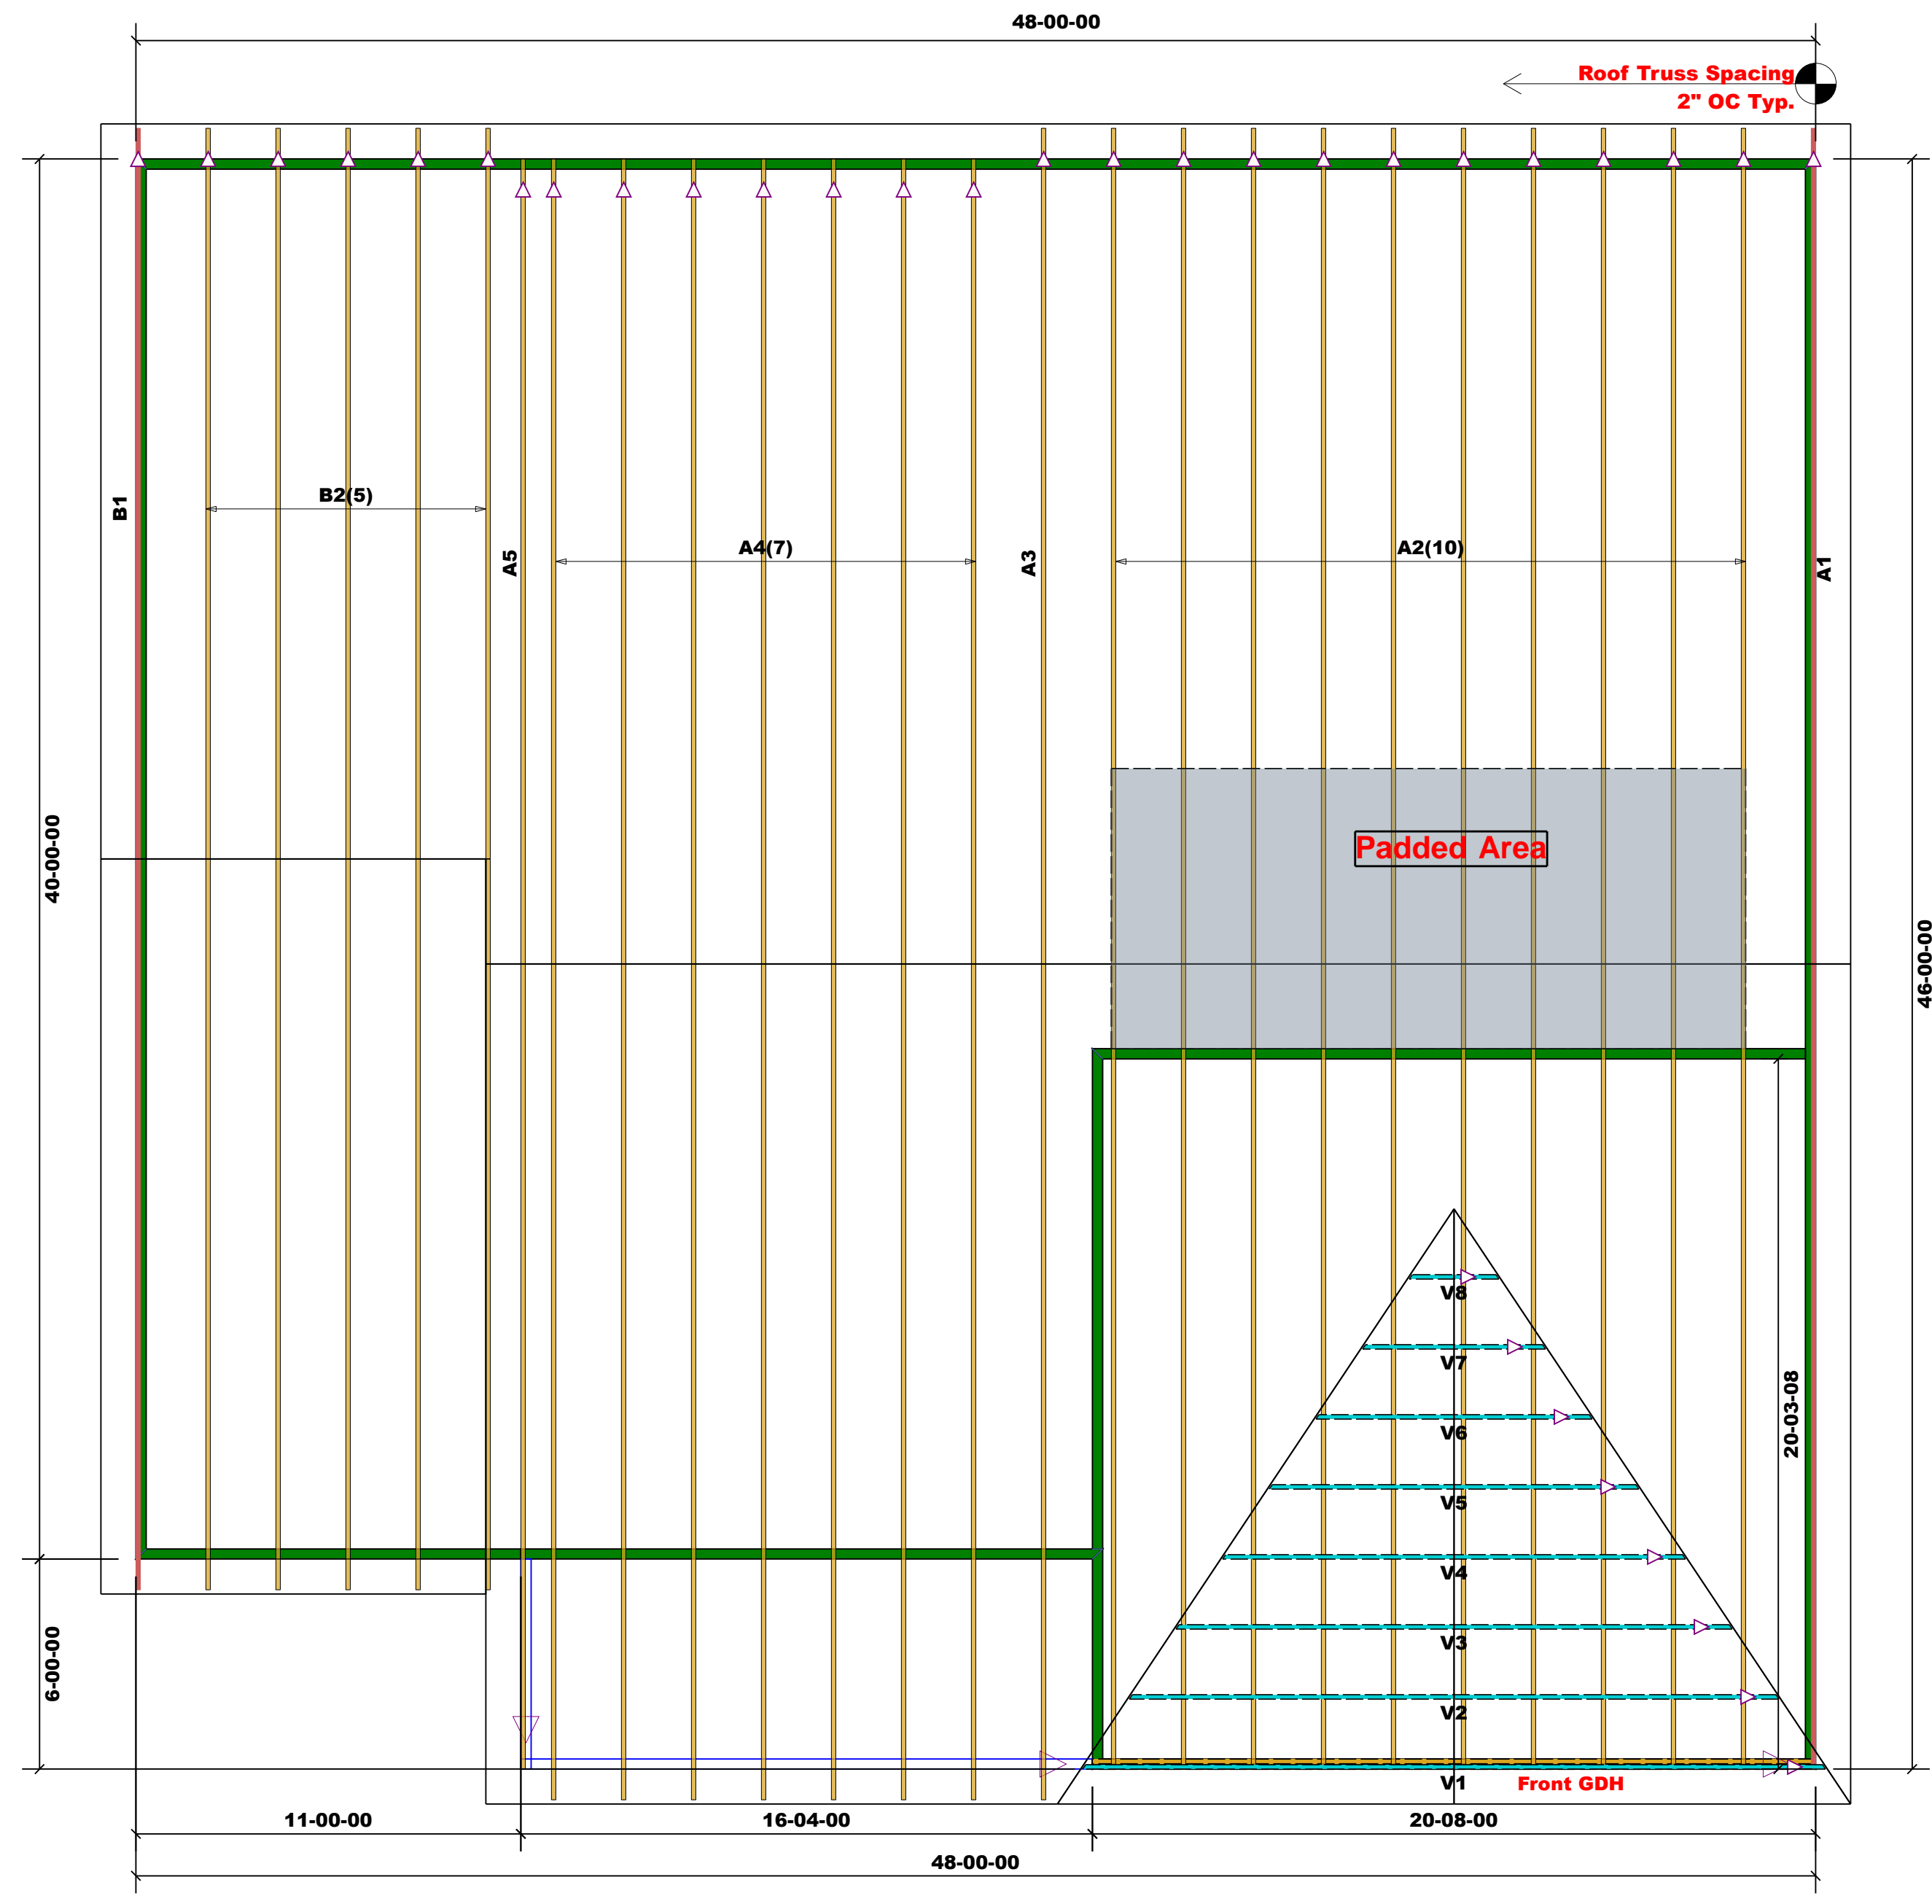 48-00-00
Roof Truss Spacing
2" OC Typ.
B1
B2(5)
A5
A4(7)
A3
A2(10)
A1
Padded Area
40-00-00
46-00-00
V8
V7
20-03-08
V6
V5
V4
V3
6-00-00
V2
V1
Front GDH
11-00-00
16-04-00
20-08-00
48-00-00